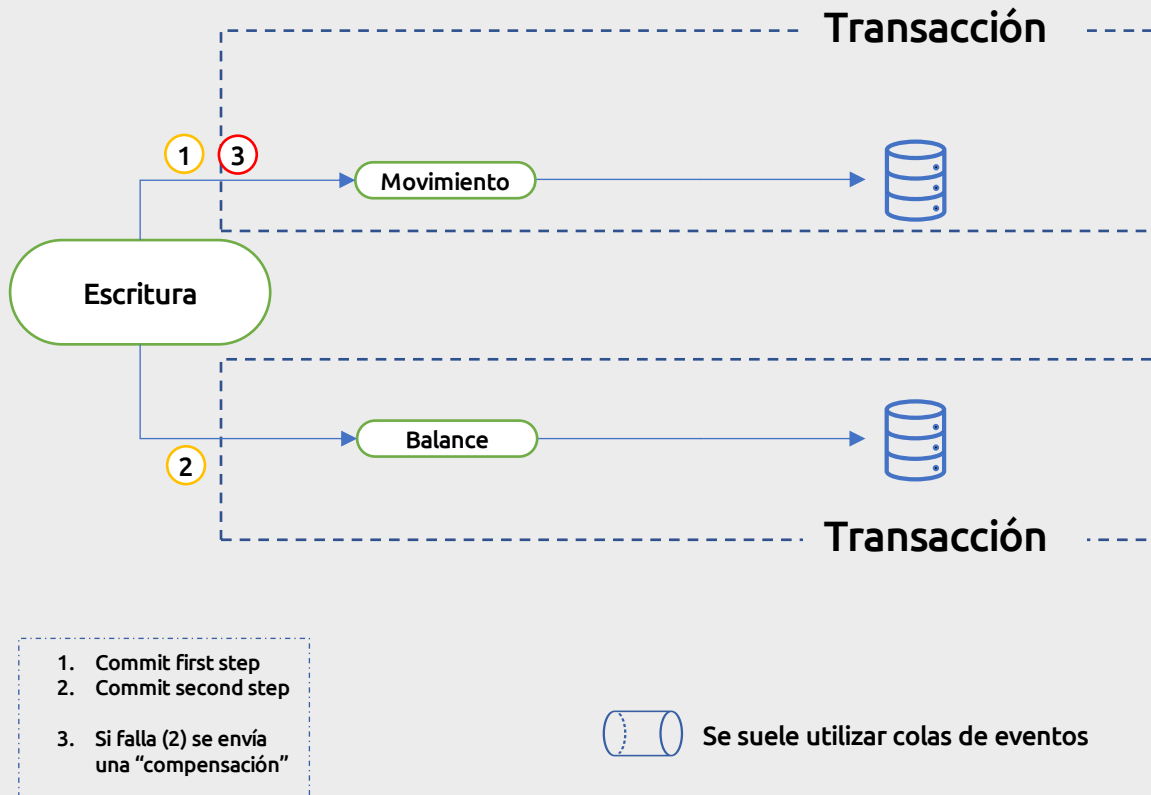 Transacción
1
3
Movimiento
Escritura
Balance
2
Transacción
1. Commit first step
2. Commit second step
3. Si falla (2) se envía
una “compensación”
Se suele utilizar colas de eventos